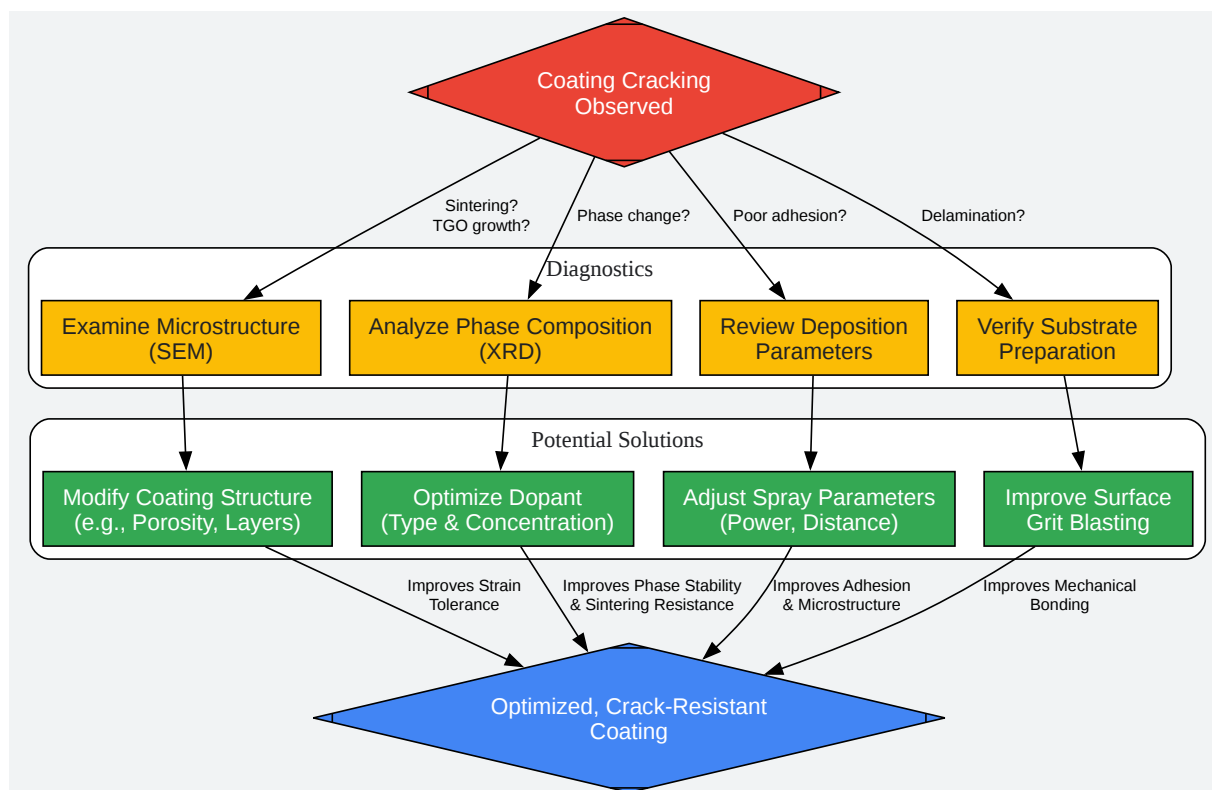 Coating Cracking
Observed
Sintering?
TGO growth?
Phase change?
Poor adhesion?
Delamination?
Diagnostics
Examine Microstructure
(SEM)
Analyze Phase Composition
(XRD)
Review Deposition
Parameters
Verify Substrate
Preparation
Potential Solutions
Modify Coating Structure
(e.g., Porosity, Layers)
Optimize Dopant
(Type & Concentration)
Adjust Spray Parameters
(Power, Distance)
Improve Surface
Grit Blasting
Improves Strain
Tolerance
Improves Phase Stability
& Sintering Resistance
Improves Adhesion
& Microstructure
Improves Mechanical
Bonding
Optimized, Crack-Resistant
Coating